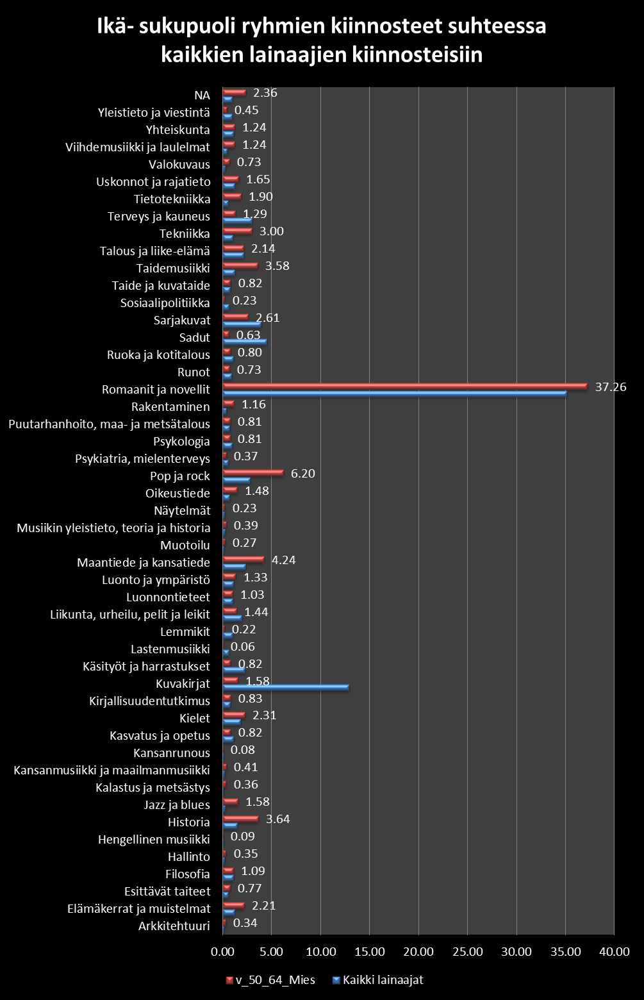 Ikä- sukupuoli ryhmien kiinnosteet suhteessa
kaikkien lainaajien kiinnosteisiin
NA 2.36
Yleistieto ja viestintä 0.45
Yhteiskunta 1.24
Viihdemusiikki ja laulelmat 1.24
Valokuvaus 0.73
Uskonnot ja rajatieto 1.65
Tietotekniikka 1.90
Terveys ja kauneus 1.29
Tekniikka 3.00
Talous ja liike-elämä 2.14
Taidemusiikki 3.58
Taide ja kuvataide 0.82
Sosiaalipolitiikka 0.23
Sarjakuvat 2.61
Sadut 0.63
Ruoka ja kotitalous 0.80
Runot 0.73
Romaanit ja novellit 37.26
Rakentaminen 1.16
Puutarhanhoito, maa- ja metsätalous 0.81
Psykologia 0.81
Psykiatria, mielenterveys 0.37
Pop ja rock 6.20
Oikeustiede 1.48
Näytelmät 0.23
Musiikin yleistieto, teoria ja historia 0.39
Muotoilu 0.27
Maantiede ja kansatiede 4.24
Luonto ja ympäristö 1.33
Luonnontieteet 1.03
Liikunta, urheilu, pelit ja leikit 1.44
Lemmikit 0.22
Lastenmusiikki 0.06
Käsityöt ja harrastukset 0.82
Kuvakirjat 1.58
Kirjallisuudentutkimus 0.83
Kielet 2.31
Kasvatus ja opetus 0.82
Kansanrunous 0.08
Kansanmusiikki ja maailmanmusiikki 0.41
Kalastus ja metsästys 0.36
Jazz ja blues 1.58
Historia 3.64
Hengellinen musiikki 0.09
Hallinto 0.35
Filosofia 1.09
Esittävät taiteet 0.77
Elämäkerrat ja muistelmat 2.21
Arkkitehtuuri 0.34
0.00 5.00 10.00 15.00 20.00 25.00 30.00 35.00 40.00
v_50_64_Mies Kaikki lainaajat